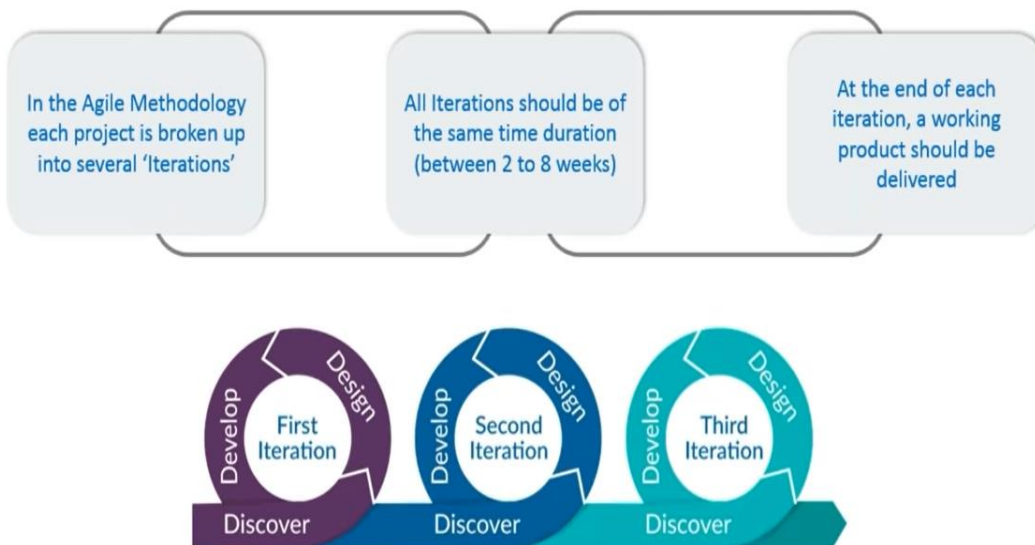 In the Agile Methodology
each project is broken up
into several ‘Iterations’
All Iterations should be of
the same time duration
(between 2 to 8 weeks)
At the end of each
iteration, a working
product should be
delivered
Develop
Design
First
Iteration
Discover
Develop
Design
Second
Iteration
Discover
Develop
Design
Third
Iteration
Discover